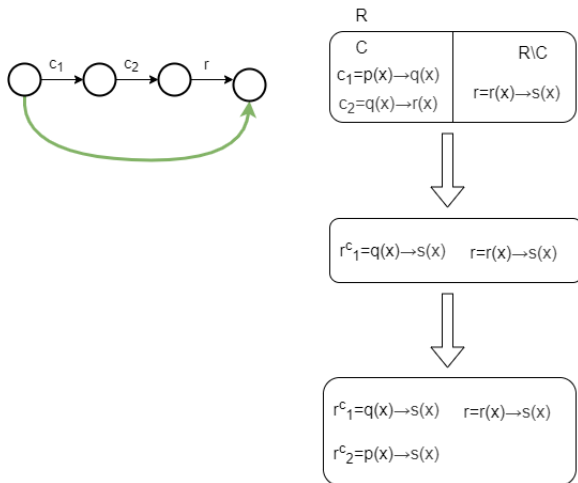 c₁ c₂ r
R
C
R\C
c₁=p(x)→q(x)
c₂=q(x)→r(x)
r=r(x)→s(x)
rᶜ₁=q(x)→s(x) r=r(x)→s(x)
rᶜ₁=q(x)→s(x) r=r(x)→s(x)
rᶜ₂=p(x)→s(x)